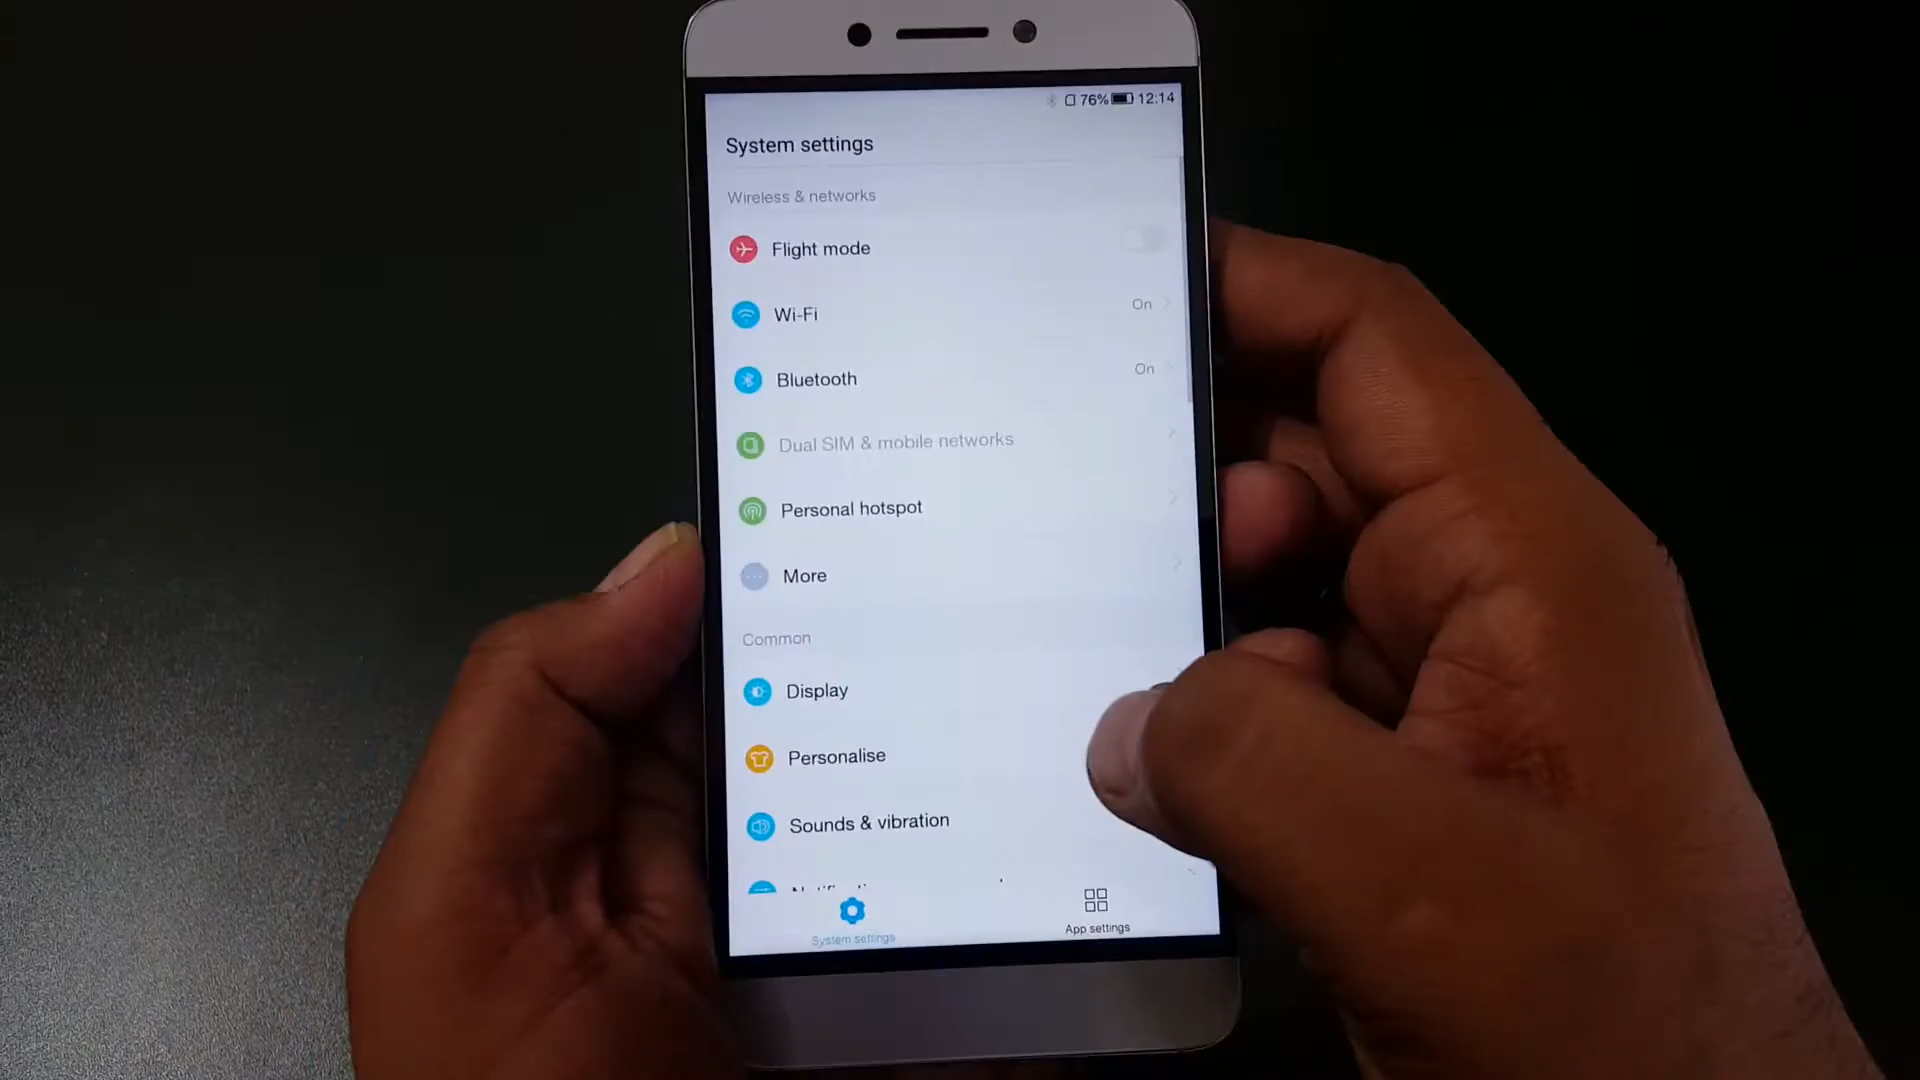 76% 12:14
System settings
Wireless & networks
Flight mode
Wi-Fi On
Bluetooth On
Dual SIM & mobile networks
Personal hotspot
More
Common
Display
Personalise
Sounds & vibration
System settings
App settings